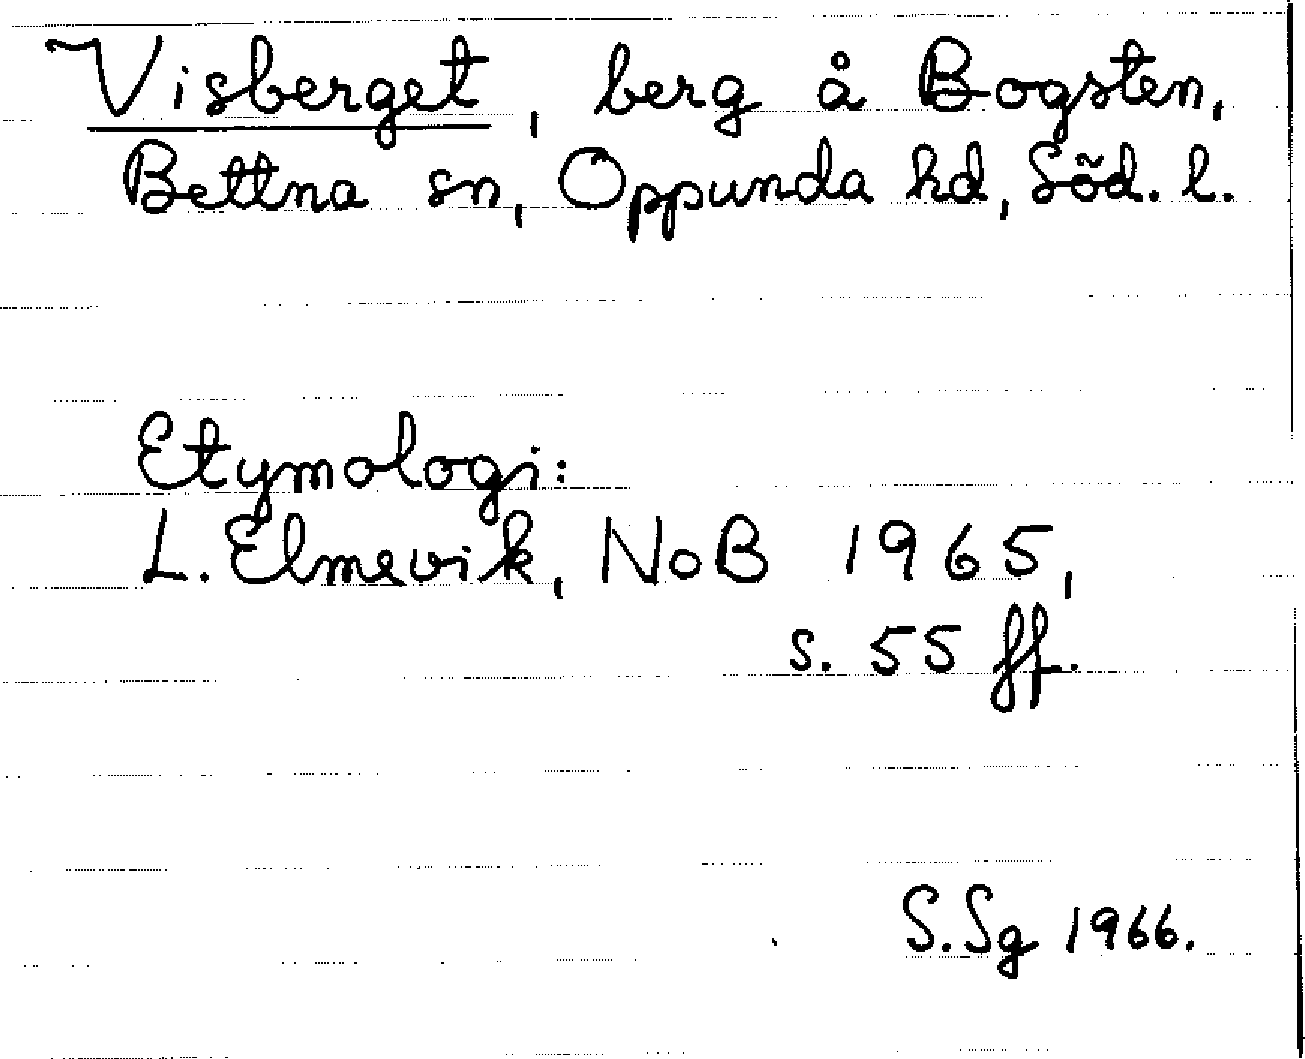 Visberget, berg å Bogsten,
Bettna sn, Oppunda hd, Söd. l.
Etymologi:
L. Elmevik, NoB 1965,
s. 55 ff.
S.Sg 1966.